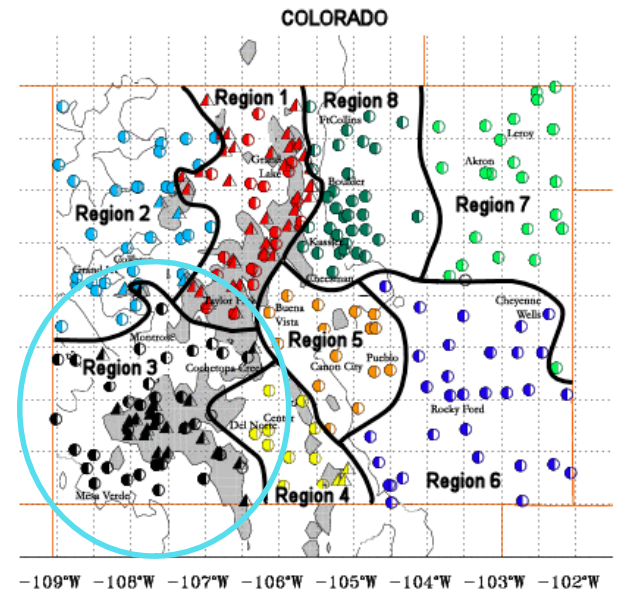 COLORADO
Region 1
Region 8
FtCollins
Leroy
Grand
Lake
Akron
Boulder
Region 2
Region 7
Kassler
Cheesman
Cheyenne
Wells
Buena
Vista
Montrose
Region 5
Region 3
Cochetopa Creek
Canon City
Pueblo
Rocky Ford
Del Norte
Center
Mesa Verde
Region 4
Region 6
-109°W -108°W -107°W -106°W -105°W -104°W -103°W -102°W